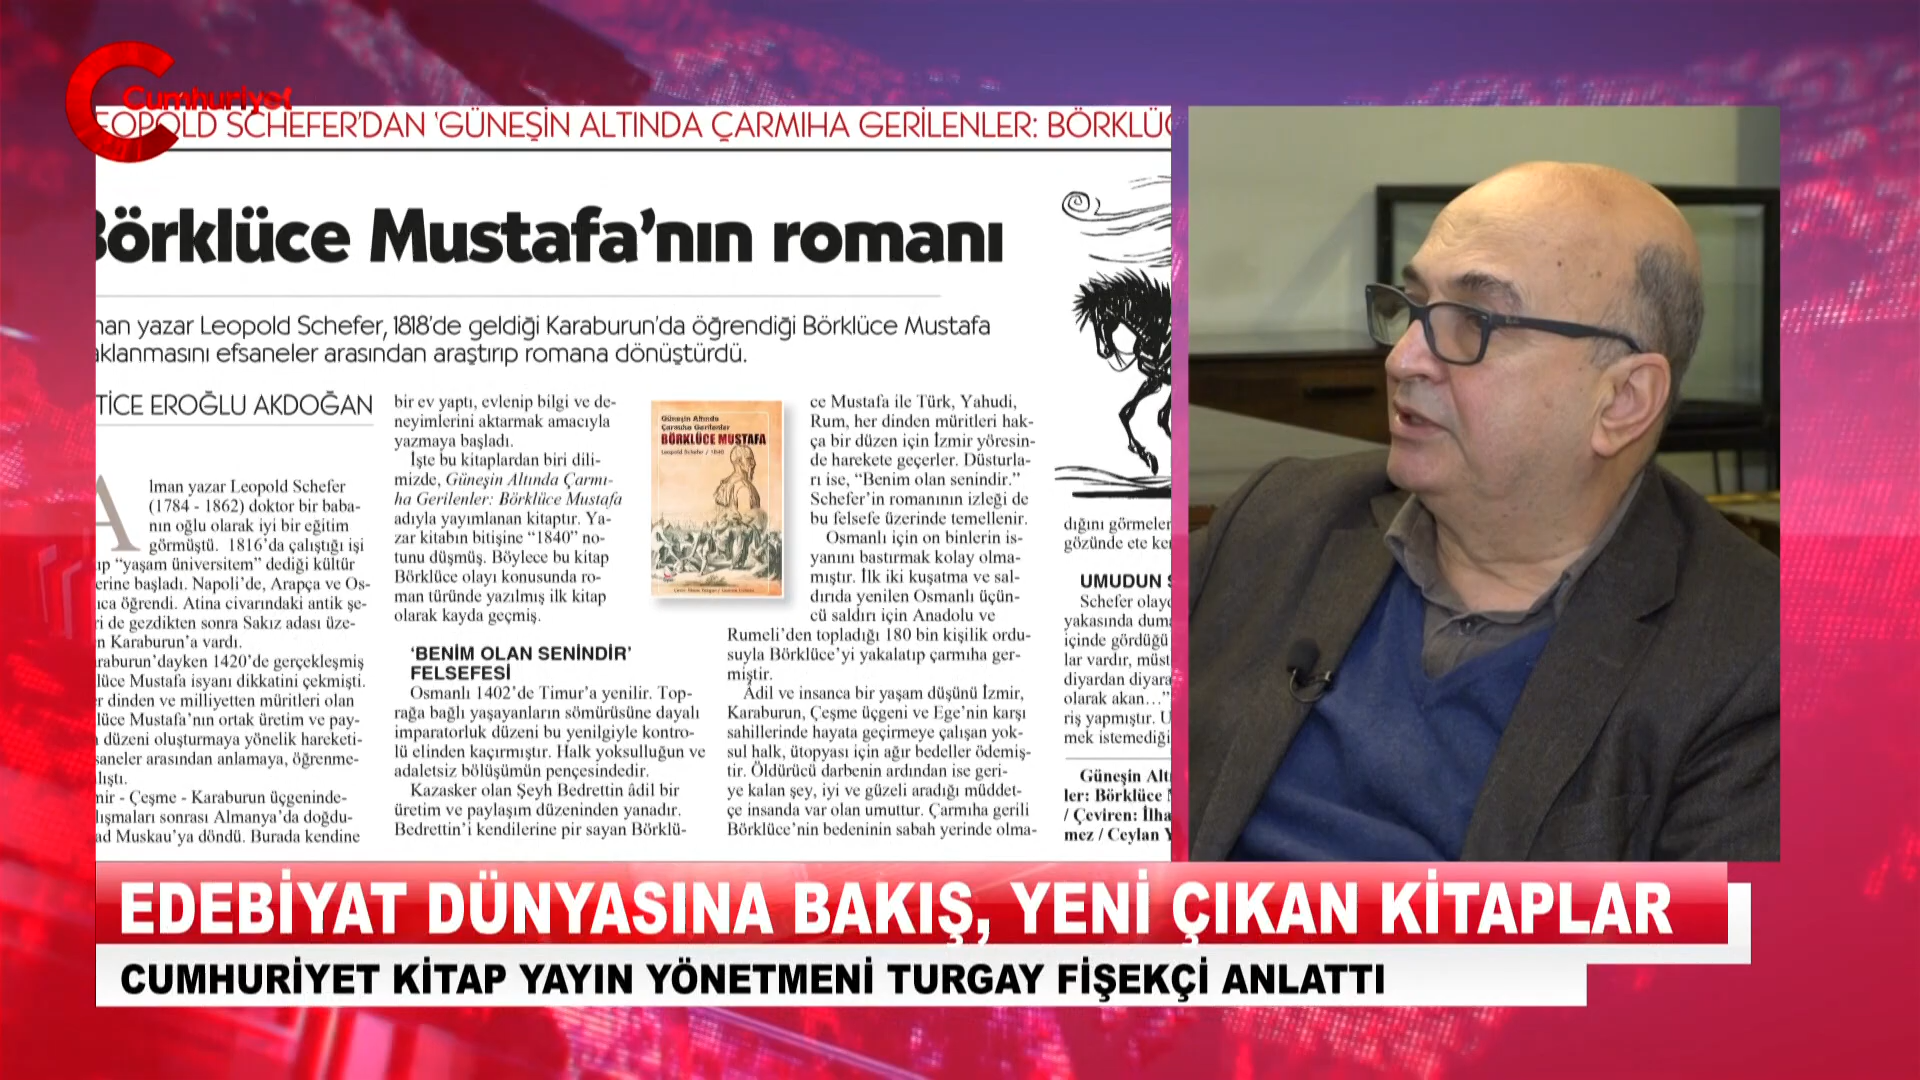 Cumhuriyet
EOPOLD SCHEFER'DAN 'GÜNEŞİN ALTINDA ÇARMIHA GERİLENLER: BÖRKLÜÇ
Börklüce Mustafa'nın romanı
man yazar Leopold Schefer, 1818'de geldiği Karaburun'da öğrendiği Börklüce Mustafa
aklanmasını efsaneler arasından araştırıp romana dönüştürdü.
TİCE EROĞLU AKDOĞAN
A
lman yazar Leopold Schefer
(1784 - 1862) doktor bir baba-
nın oğlu olarak iyi bir eğitim
görmüştü. 1816'da çalıştığı işi
ıp “yaşam üniversitem” dediği kültür
erine başladı. Napoli'de, Arapça ve Os-
ıca öğrendi. Atina civarındaki antik şe-
ri de gezdikten sonra Sakız adası üze-
n Karaburun'a vardı.
raburun'dayken 1420'de gerçekleşmiş
lüce Mustafa isyanı dikkatini çekmişti.
r dinden ve milliyetten müritleri olan
lüce Mustafa'nın ortak üretim ve pay-
düzeni oluşturmaya yönelik hareketi-
saneler arasından anlamaya, öğrenme-
lıştı.
nir - Çeşme - Karaburun üçgeninde-
lışmaları sonrası Almanya'da doğdu-
ad Muskau'ya döndü. Burada kendine
bir ev yaptı, evlenip bilgi ve de-
neyimlerini aktarmak amacıyla
yazmaya başladı.
İşte bu kitaplardan biri dili-
mizde, Güneşin Altında Çarmı-
ha Gerilenler: Börklüce Mustafa
adıyla yayımlanan kitaptır. Ya-
zar kitabın bitişine “1840” no-
tunu düşmüş. Böylece bu kitap
Börklüce olayı konusunda ro-
man türünde yazılmış ilk kitap
olarak kayda geçmiş.
‘BENİM OLAN SENİNDİR’
FELSEFESİ
Osmanlı 1402'de Timur'a yenilir. Top-
rağa bağlı yaşayanların sömürüsüne dayalı
imparatorluk düzeni bu yenilgiyle kontro-
lü elinden kaçırmıştır. Halk yoksulluğun ve
adaletsiz bölüşümün pençesindedir.
Kazasker olan Şeyh Bedrettin âdil bir
üretim ve paylaşım düzeninden yanadır.
Bedrettin'i kendilerine pir sayan Börklü-
Güneşin Altında
Çarmıha Gerilenler
BÖRKLÜCE MUSTAFA
Leopold Schefer / 1840
ce Mustafa ile Türk, Yahudi,
Rum, her dinden müritleri hak-
ça bir düzen için İzmir yöresin-
de harekete geçerler. Düsturla-
rı ise, “Benim olan senindir.”
Schefer'in romanının izleği de
bu felsefe üzerinde temellenir.
Osmanlı için on binlerin is-
yanını bastırmak kolay olma-
mıştır. İlk iki kuşatma ve sal-
dırıda yenilen Osmanlı üçün-
cü saldırı için Anadolu ve
Rumeli'den topladığı 180 bin kişilik ordu-
suyla Börklüce'yi yakalatıp çarmıha ger-
miştir.
Âdil ve insanca bir yaşam düşünü İzmir,
Karaburun, Çeşme üçgeni ve Ege'nin karşı
sahillerinde hayata geçirmeye çalışan yok-
sul halk, ütopyası için ağır bedeller ödemiş-
tir. Öldürücü darbenin ardından ise geri-
ye kalan şey, iyi ve güzeli aradığı müddet-
çe insanda var olan umuttur. Çarmıha gerili
Börklüce'nin bedeninin sabah yerinde olma-
dığını görmeler
gözünde ete ke
UMUDUN
Schefer olayc
yakasında dum
içinde gördüğü
lar vardır, müst
diyardan diyara
olarak akan…”
riş yapmıştır. U
mek istemediği
Güneşin Altı
ler: Börklüce
/ Çeviren: İlha
mez / Ceylan Y
EDEBİYAT DÜNYASINA BAKIŞ, YENİ ÇIKAN KİTAPLAR
CUMHURİYET KİTAP YAYIN YÖNETMENİ TURGAY FİŞEKÇİ ANLATTI